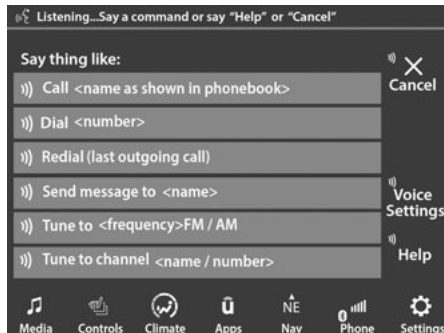 Listening...Say a command or say “Help” or “Cancel”
Say thing like:
Call <name as shown in phonebook>
Dial <number>
Redial (last outgoing call)
Send message to <name>
Tune to <frequency>FM / AM
Tune to channel <name / number>
Cancel
Voice
Settings
Help
NE
Media Controls Climate Apps Nav Phone Settings